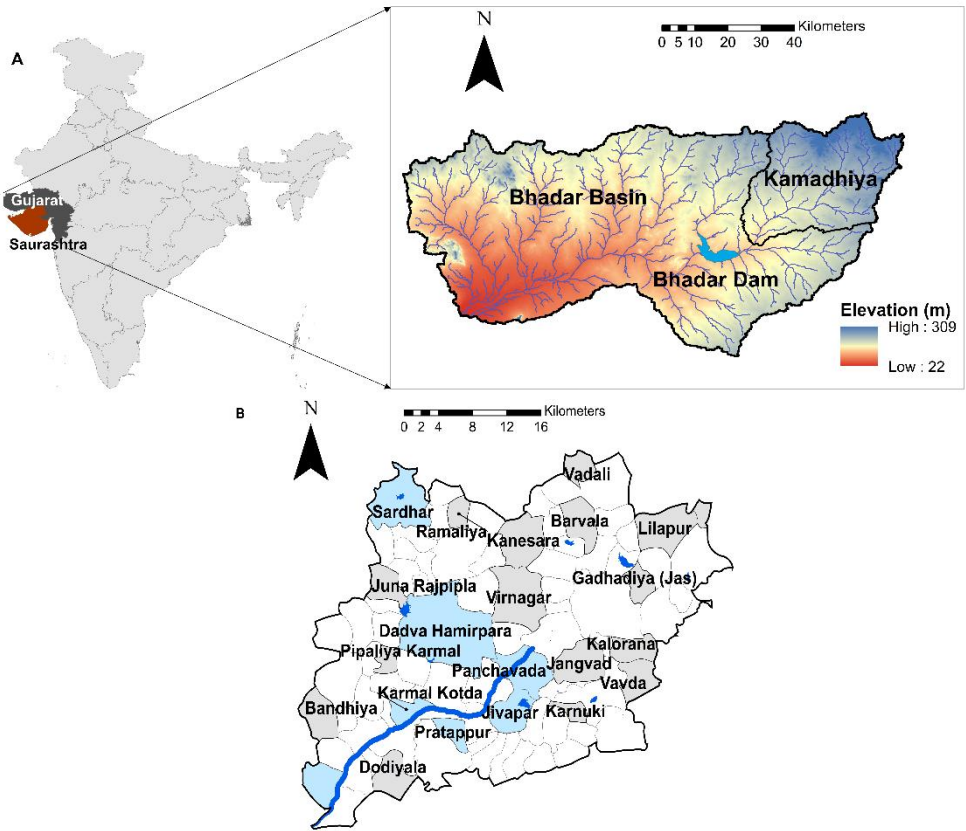 A
Gujarat
Saurashtra
N
Kilometers
0 5 10 20 30 40
Bhadar Basin
Kamadhiya
Bhadar Dam
Elevation (m)
High : 309
Low : 22
B
N
Kilometers
0 2 4 8 12 16
Vadali
Sardhar
Ramaliya
Kanesara
Barvala
Lilapur
Juna Rajpipla
Virnagar
Gadhadiya (Jas)
Dadva Hamirpara
Pipaliya Karmal
Panchavada
Jangvad
Kalorana
Vavda
Karmal Kotda
Bandhiya
Jivapar
Karnuki
Pratappur
Dodiyala